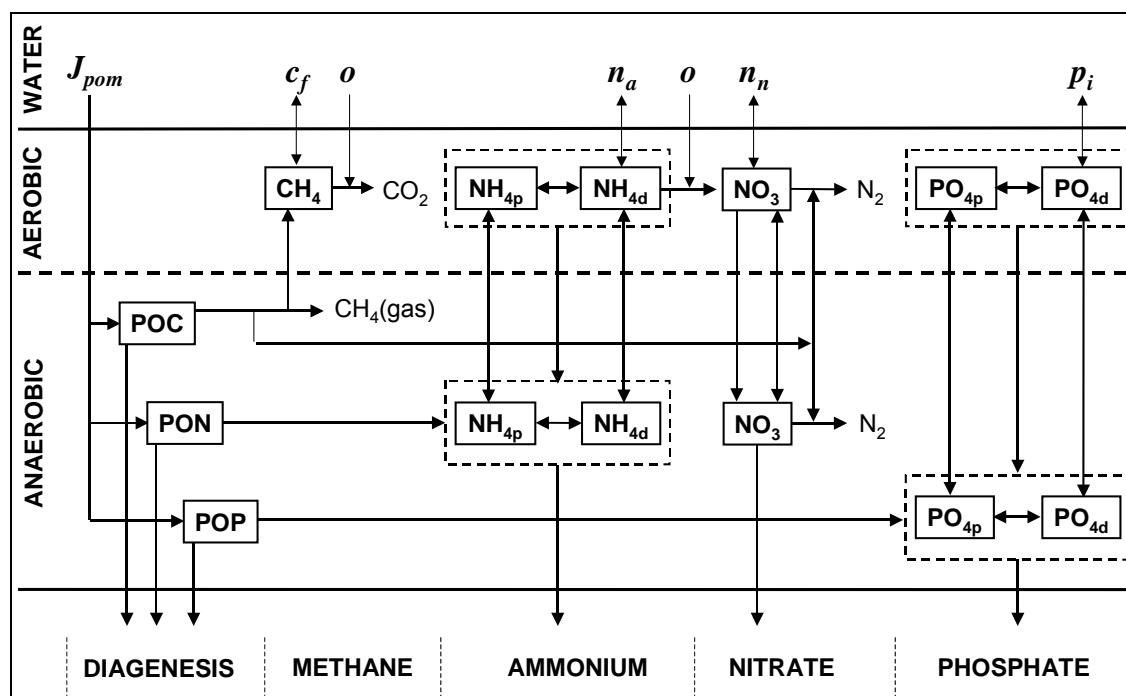 WATER
J_pom c_f o n_a o n_n p_i
AEROBIC
CH₄ CO₂ NH₄p NH₄d NO₃ N₂ PO₄p PO₄d
ANAEROBIC
POC CH₄(gas)
PON NH₄p NH₄d NO₃ N₂
POP PO₄p PO₄d
DIAGENESIS METHANE AMMONIUM NITRATE PHOSPHATE